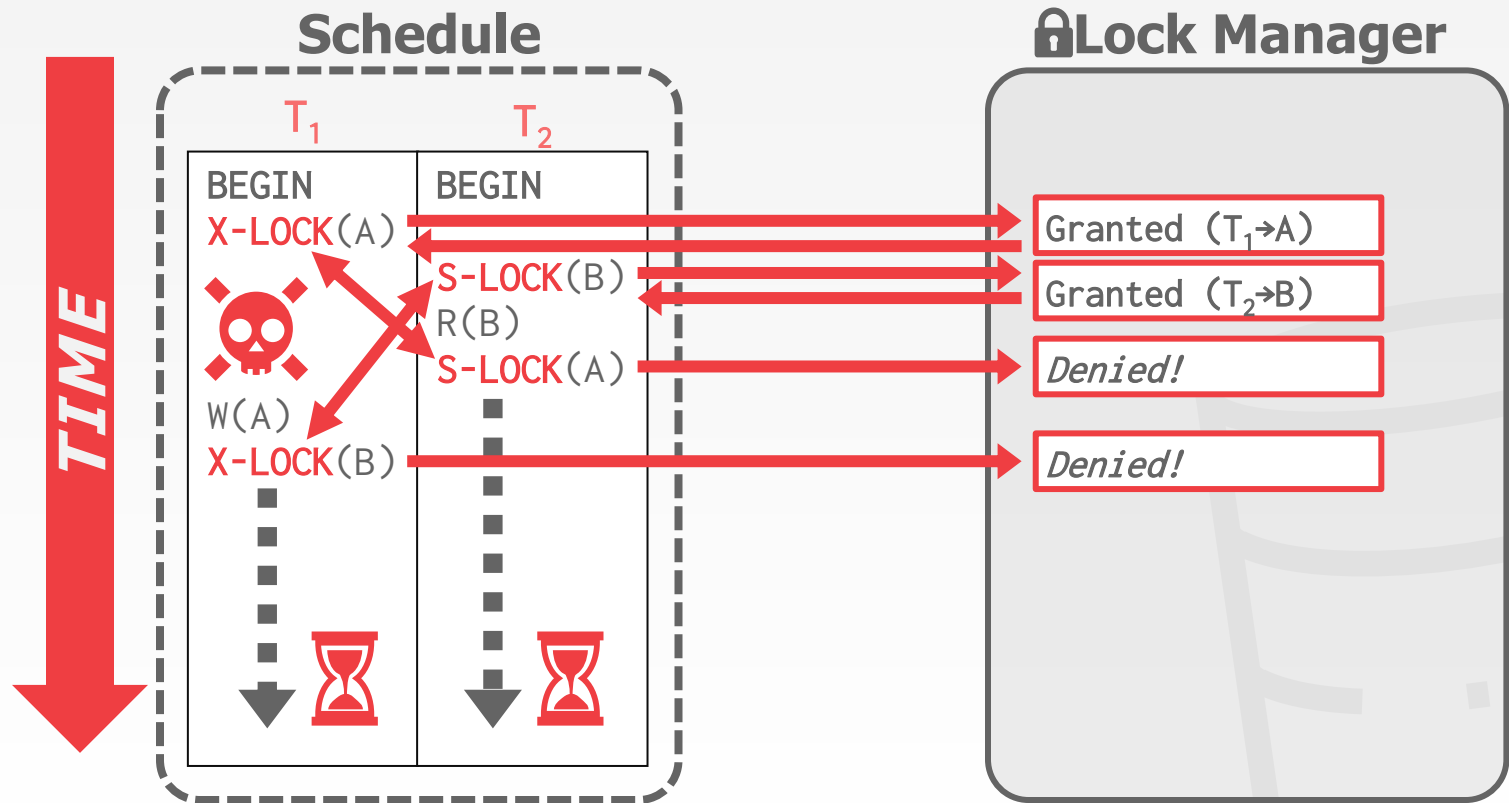 Schedule
🔒Lock Manager
TIME
T₁ T₂
BEGIN BEGIN
X-LOCK(A)
Granted (T₁→A)
S-LOCK(B)
Granted (T₂→B)
R(B)
S-LOCK(A)
Denied!
W(A)
X-LOCK(B)
Denied!